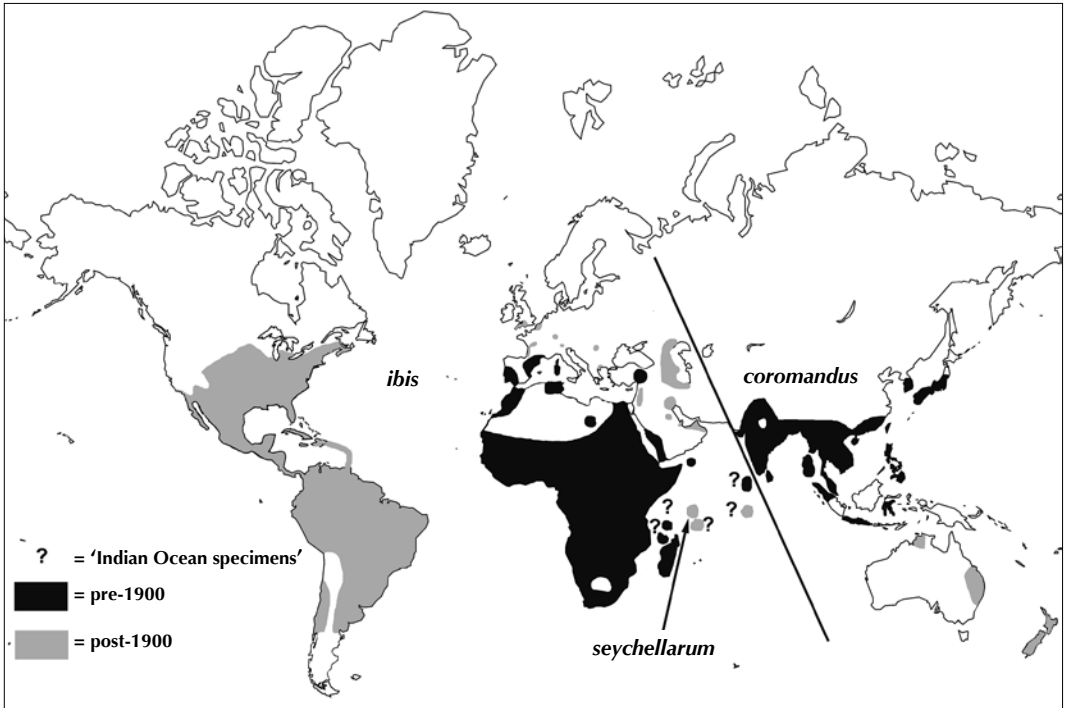 ibis
coromandus
?
?
?
?
?
? = ‘Indian Ocean specimens’
= pre-1900
= post-1900
seychellarum